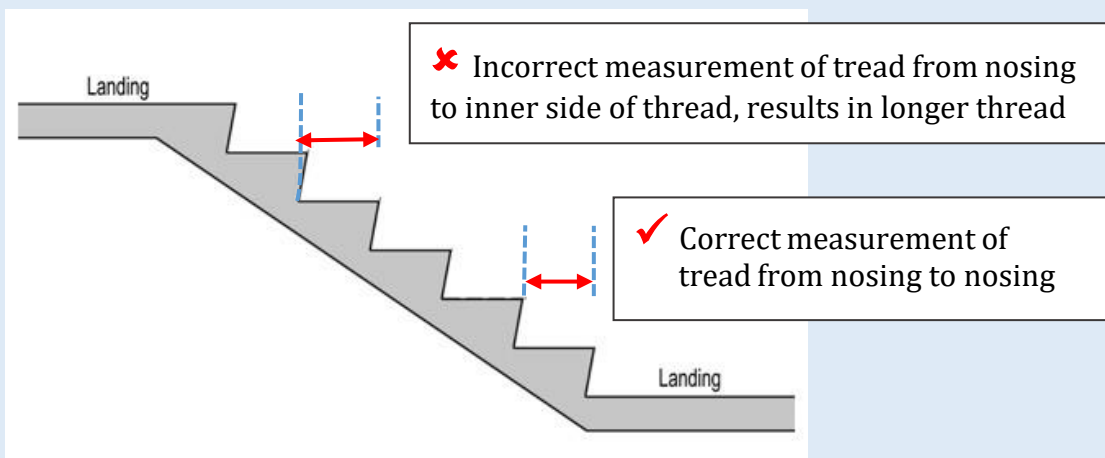 Landing
✘ Incorrect measurement of tread from nosing
to inner side of thread, results in longer thread
✓ Correct measurement of
tread from nosing to nosing
Landing